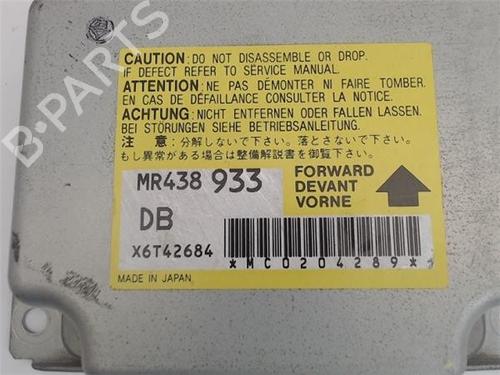 CAUTION: DO NOT DISASSEMBLE OR DROP.
IF DEFECT REFER TO SERVICE MANUAL.
ATTENTION: NE PAS DÉMONTER NI FAIRE TOMBER.
EN CAS DE DÉFAILLANCE CONSULTER LA NOTICE.
ACHTUNG: NICHT ENTFERNEN ODER FALLEN LASSEN.
BEI STÖRUNGEN SIEHE BETRIEBSANLEITUNG.
注 意 : 分解しないで下さい。落とさないで下さい。
もし異常がある場合は整備解説書を御覧下さい。
MR438 933
FORWARD
DEVANT
VORNE
DB
X6T42684
*MC0204289*
MADE IN JAPAN
B-PARTS